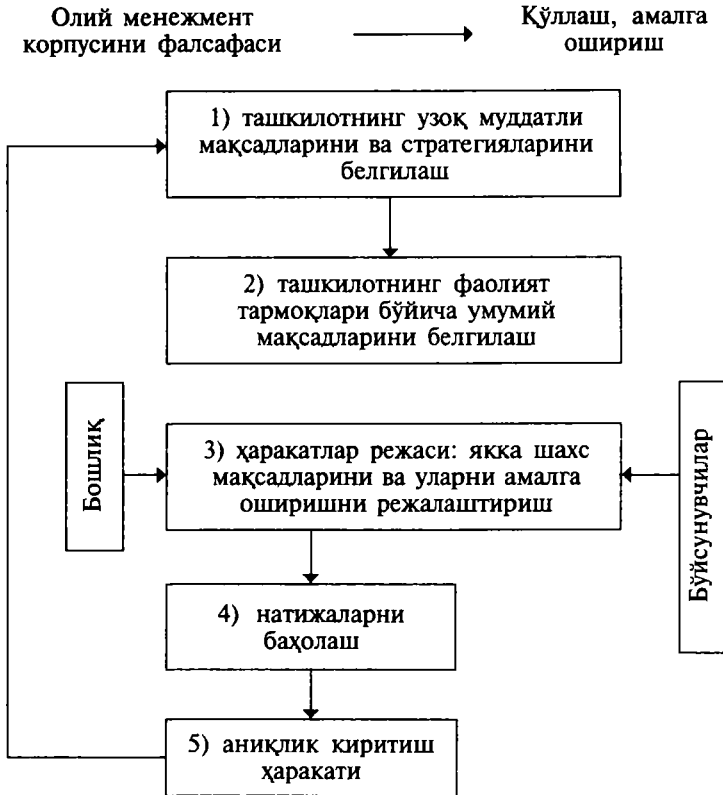 Олий менежмент
корпусини фалсафаси
Қўллаш, амалга
ошириш
1) ташкилотнинг узоқ муддатли
мақсадларини ва стратегияларини
белгилаш
2) ташкилотнинг фаолият
тармоқлари бўйича умумий
мақсадларини белгилаш
Бошлиқ
3) ҳаракатлар режаси: якка шахс
мақсадларини ва уларни амалга
оширишни режалаштириш
Бўйсунувчилар
4) натижаларни
баҳолаш
5) аниқлик киритиш
ҳаракати